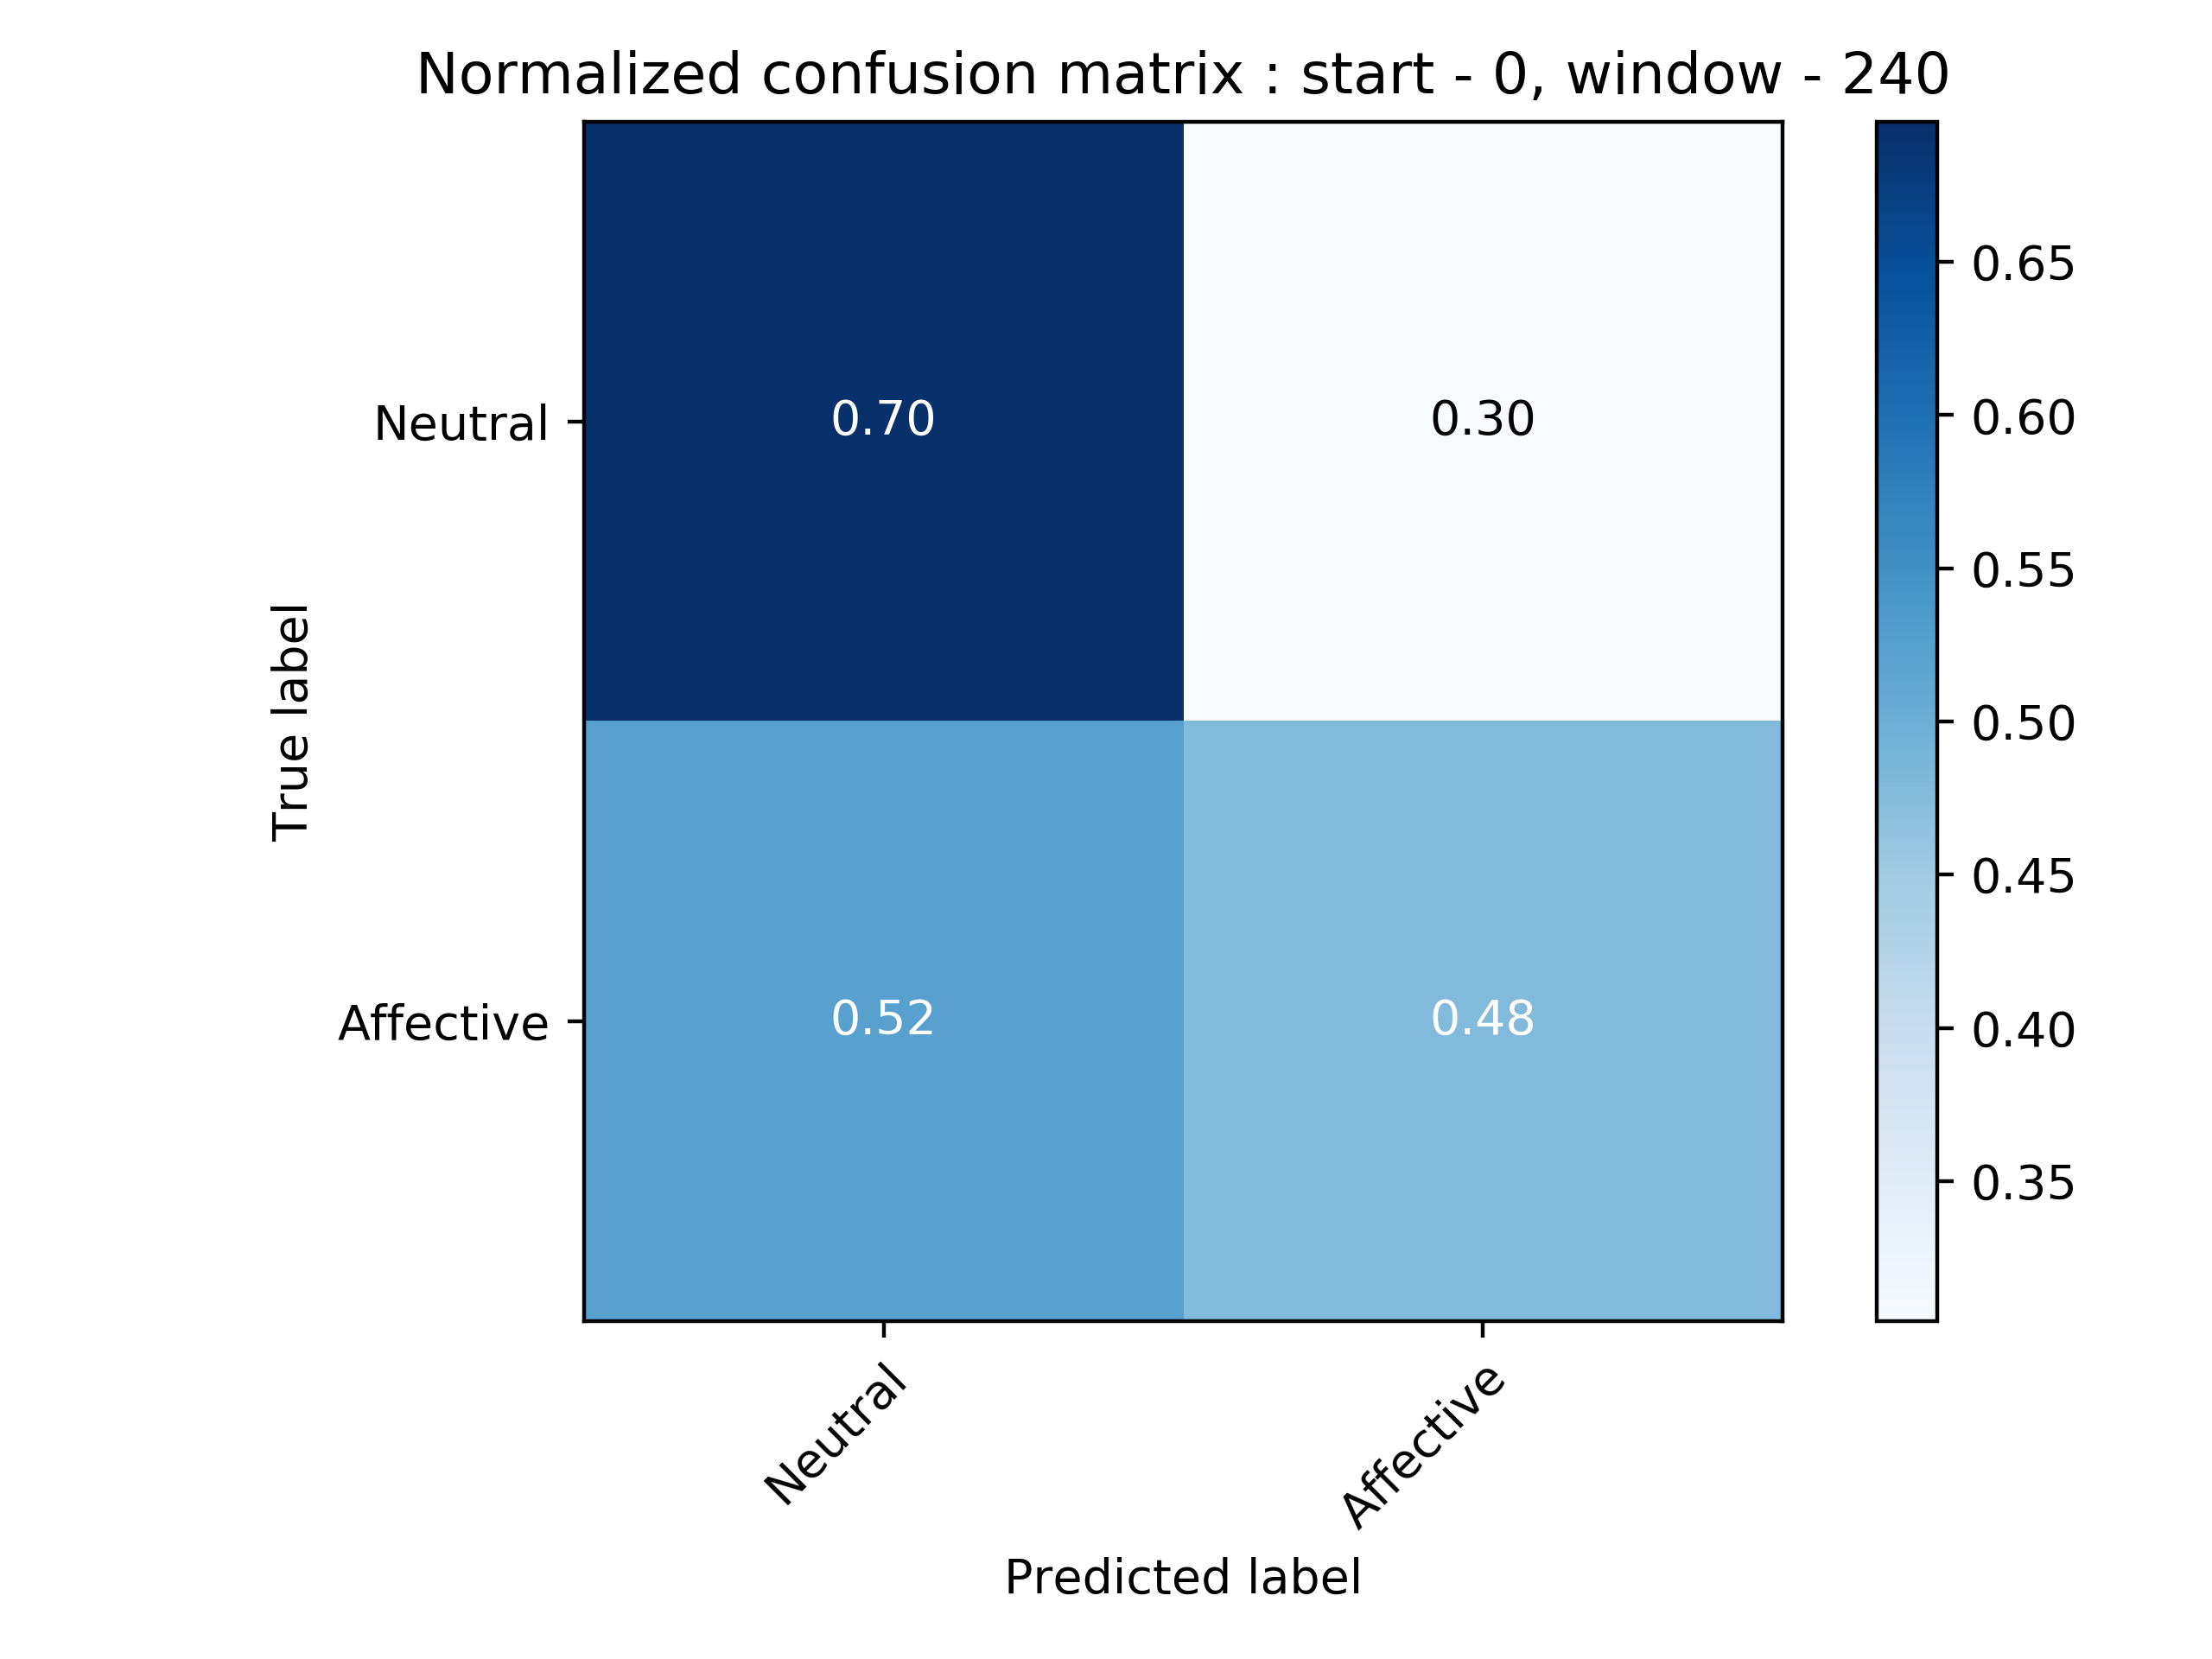 Normalized confusion matrix : start - 0, window - 240
Neutral
0.70
0.30
Affective
0.52
0.48
True label
Neutral
Affective
Predicted label
0.65
0.60
0.55
0.50
0.45
0.40
0.35